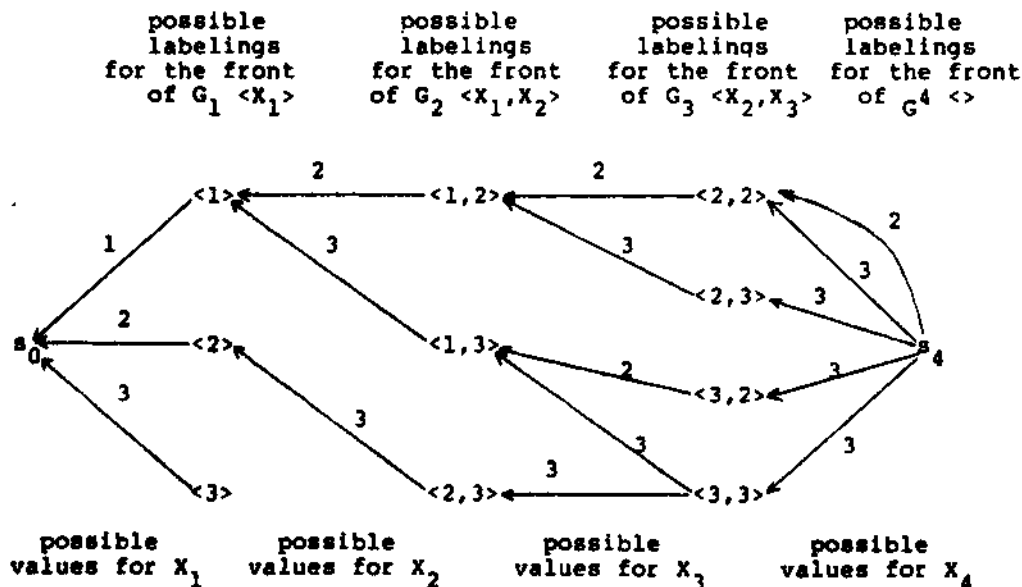 possible possible possible possible
labelings labelings labelings labelings
for the front for the front for the front for the front
of G1 <X1> of G2 <X1,X2> of G3 <X2,X3> of G4 <>
2 2
<1> <1,2> <2,2> 2
1 3 3 3
<2,3> 3
2
s0 <2> <1,3> s4
2 3
<3,2>
3 3 3 3
3
<3> <2,3> <3,3>
possible possible possible possible
values for X1 values for X2 values for X3 values for X4